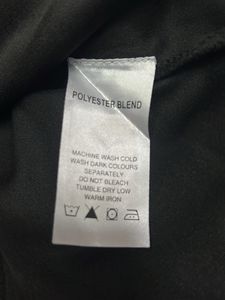 POLYESTER BLEND
MACHINE WASH COLD
WASH DARK COLOURS
SEPARATELY
DO NOT BLEACH
TUMBLE DRY LOW
WARM IRON